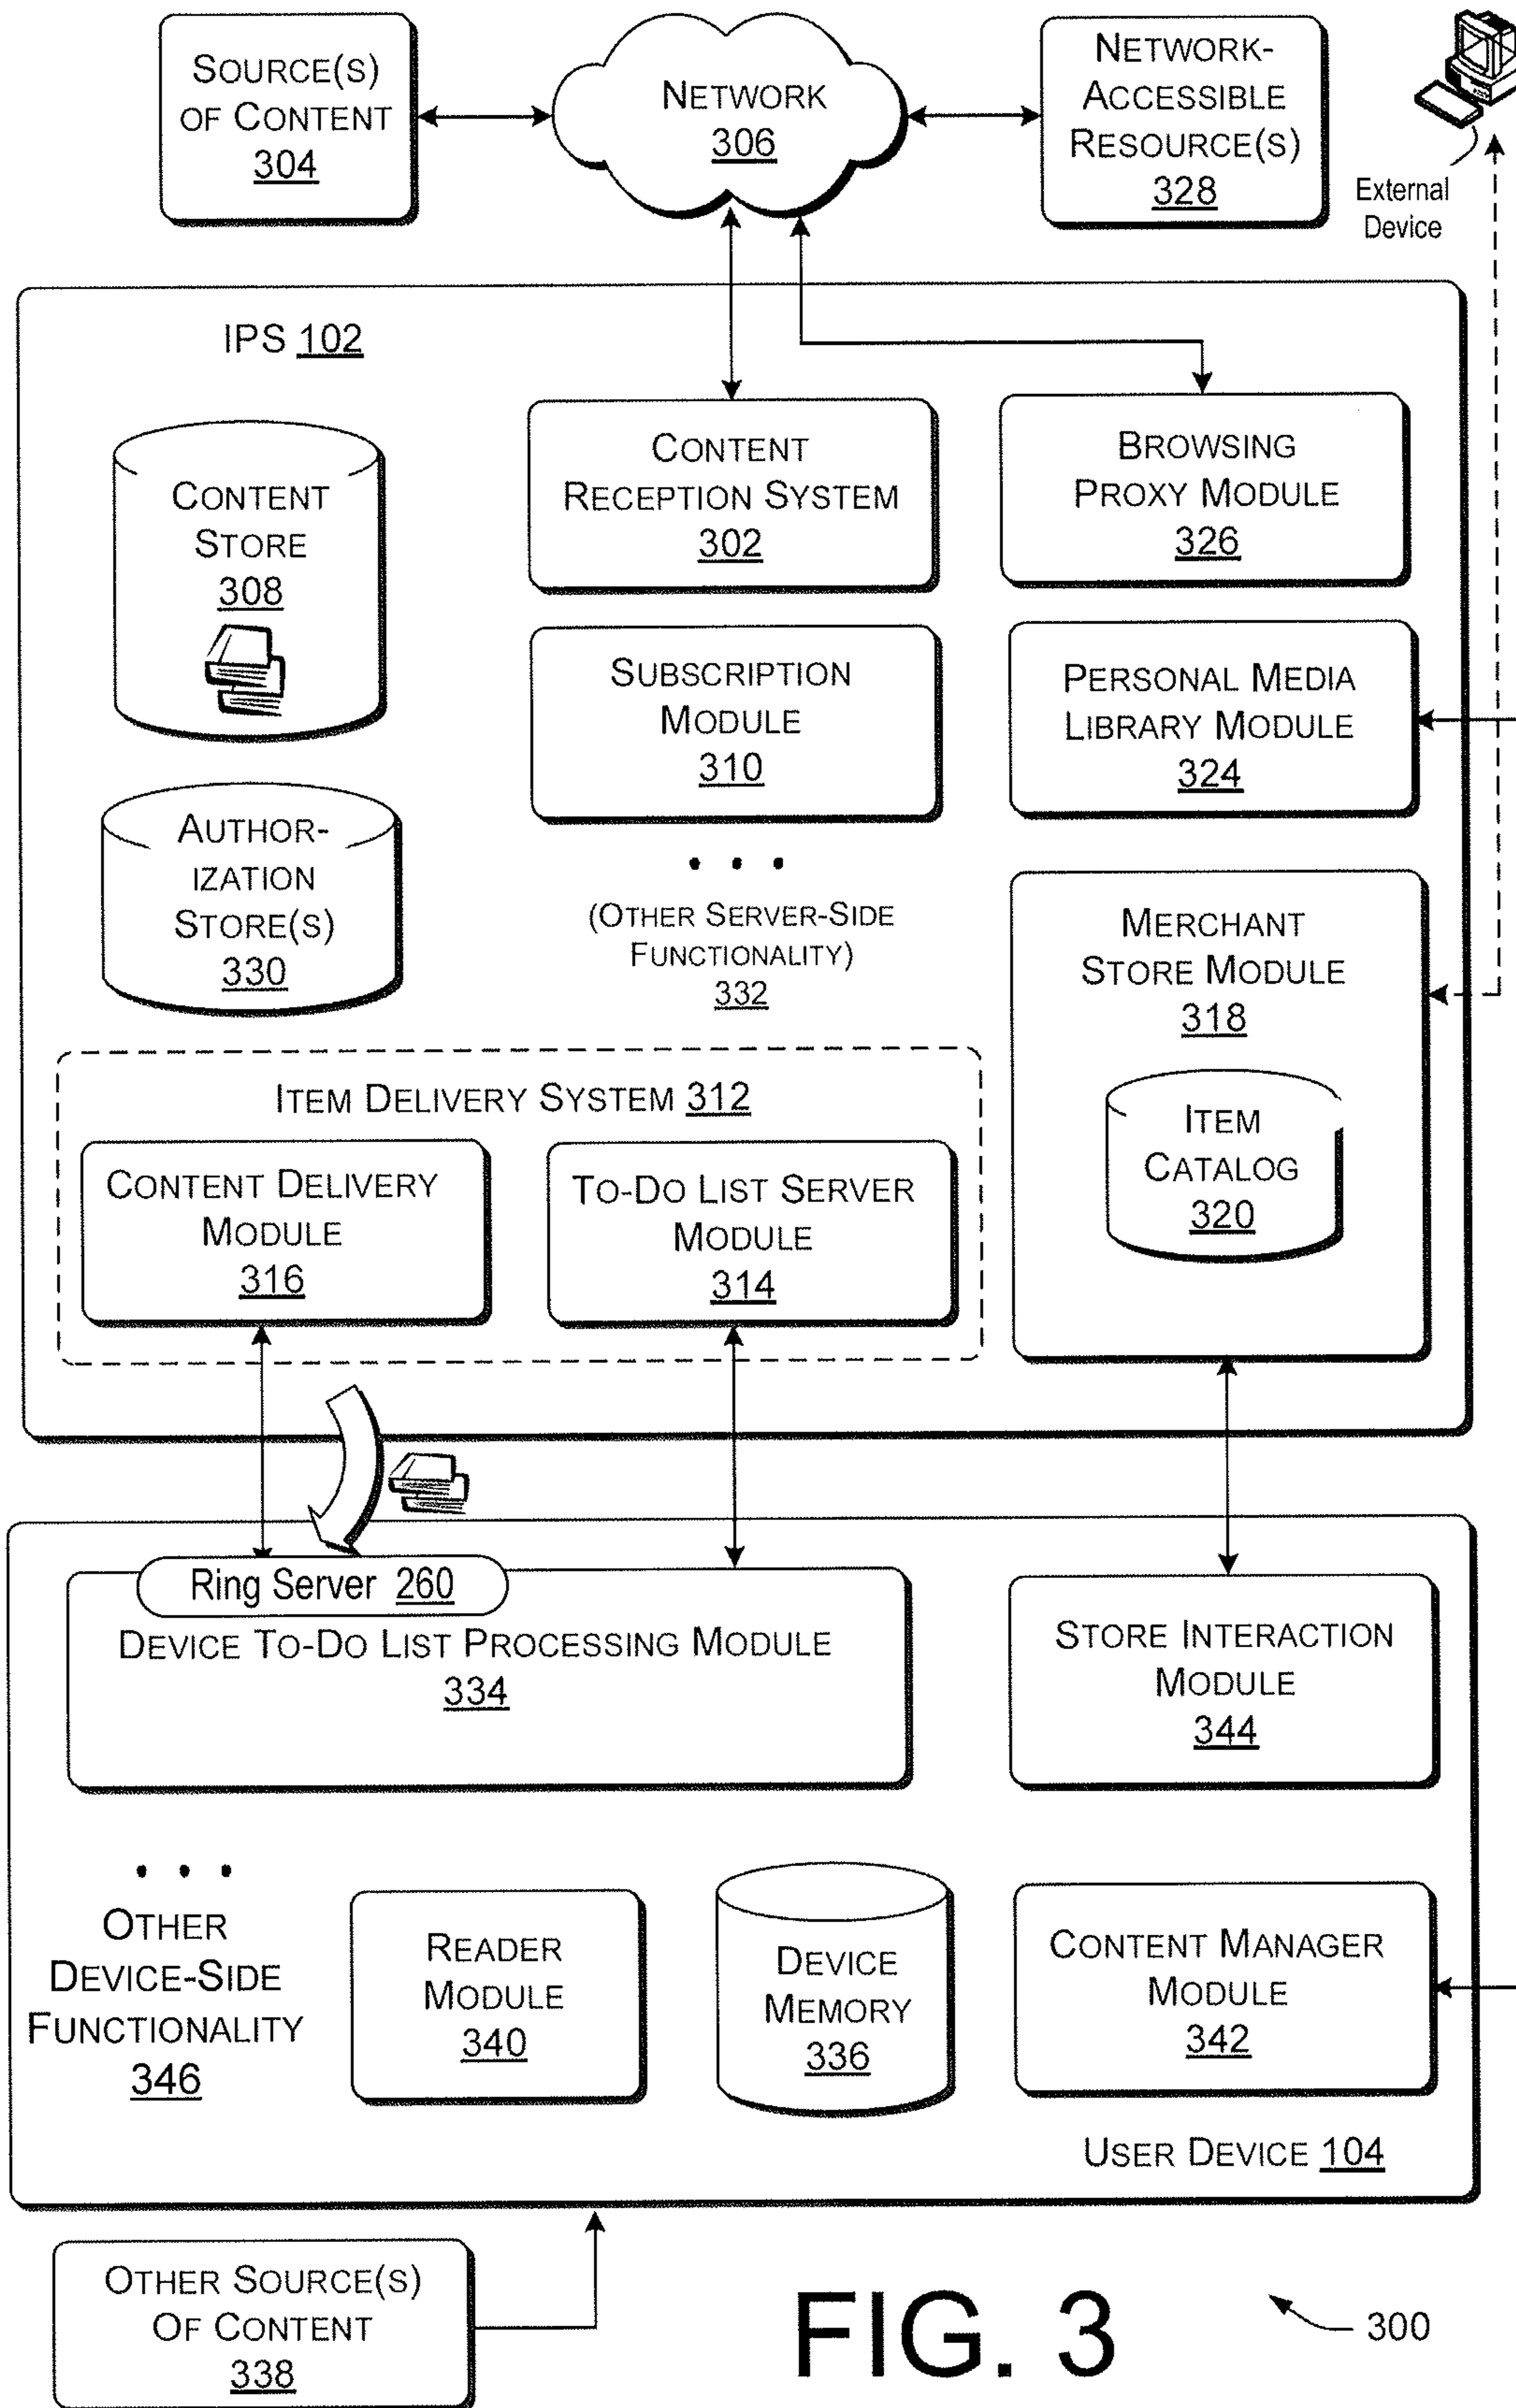 SOURCE(S)
OF CONTENT
304
NETWORK
306
NETWORK-
ACCESSIBLE
RESOURCE(S)
328
External
Device
IPS 102
CONTENT
STORE
308
CONTENT
RECEPTION SYSTEM
302
BROWSING
PROXY MODULE
326
SUBSCRIPTION
MODULE
310
PERSONAL MEDIA
LIBRARY MODULE
324
AUTHOR-
IZATION
STORE(S)
330
(OTHER SERVER-SIDE
FUNCTIONALITY)
332
MERCHANT
STORE MODULE
318
ITEM
CATALOG
320
ITEM DELIVERY SYSTEM 312
CONTENT DELIVERY
MODULE
316
TO-DO LIST SERVER
MODULE
314
Ring Server 260
DEVICE TO-DO LIST PROCESSING MODULE
334
STORE INTERACTION
MODULE
344
OTHER
DEVICE-SIDE
FUNCTIONALITY
346
READER
MODULE
340
DEVICE
MEMORY
336
CONTENT MANAGER
MODULE
342
USER DEVICE 104
OTHER SOURCE(S)
OF CONTENT
338
FIG. 3
300